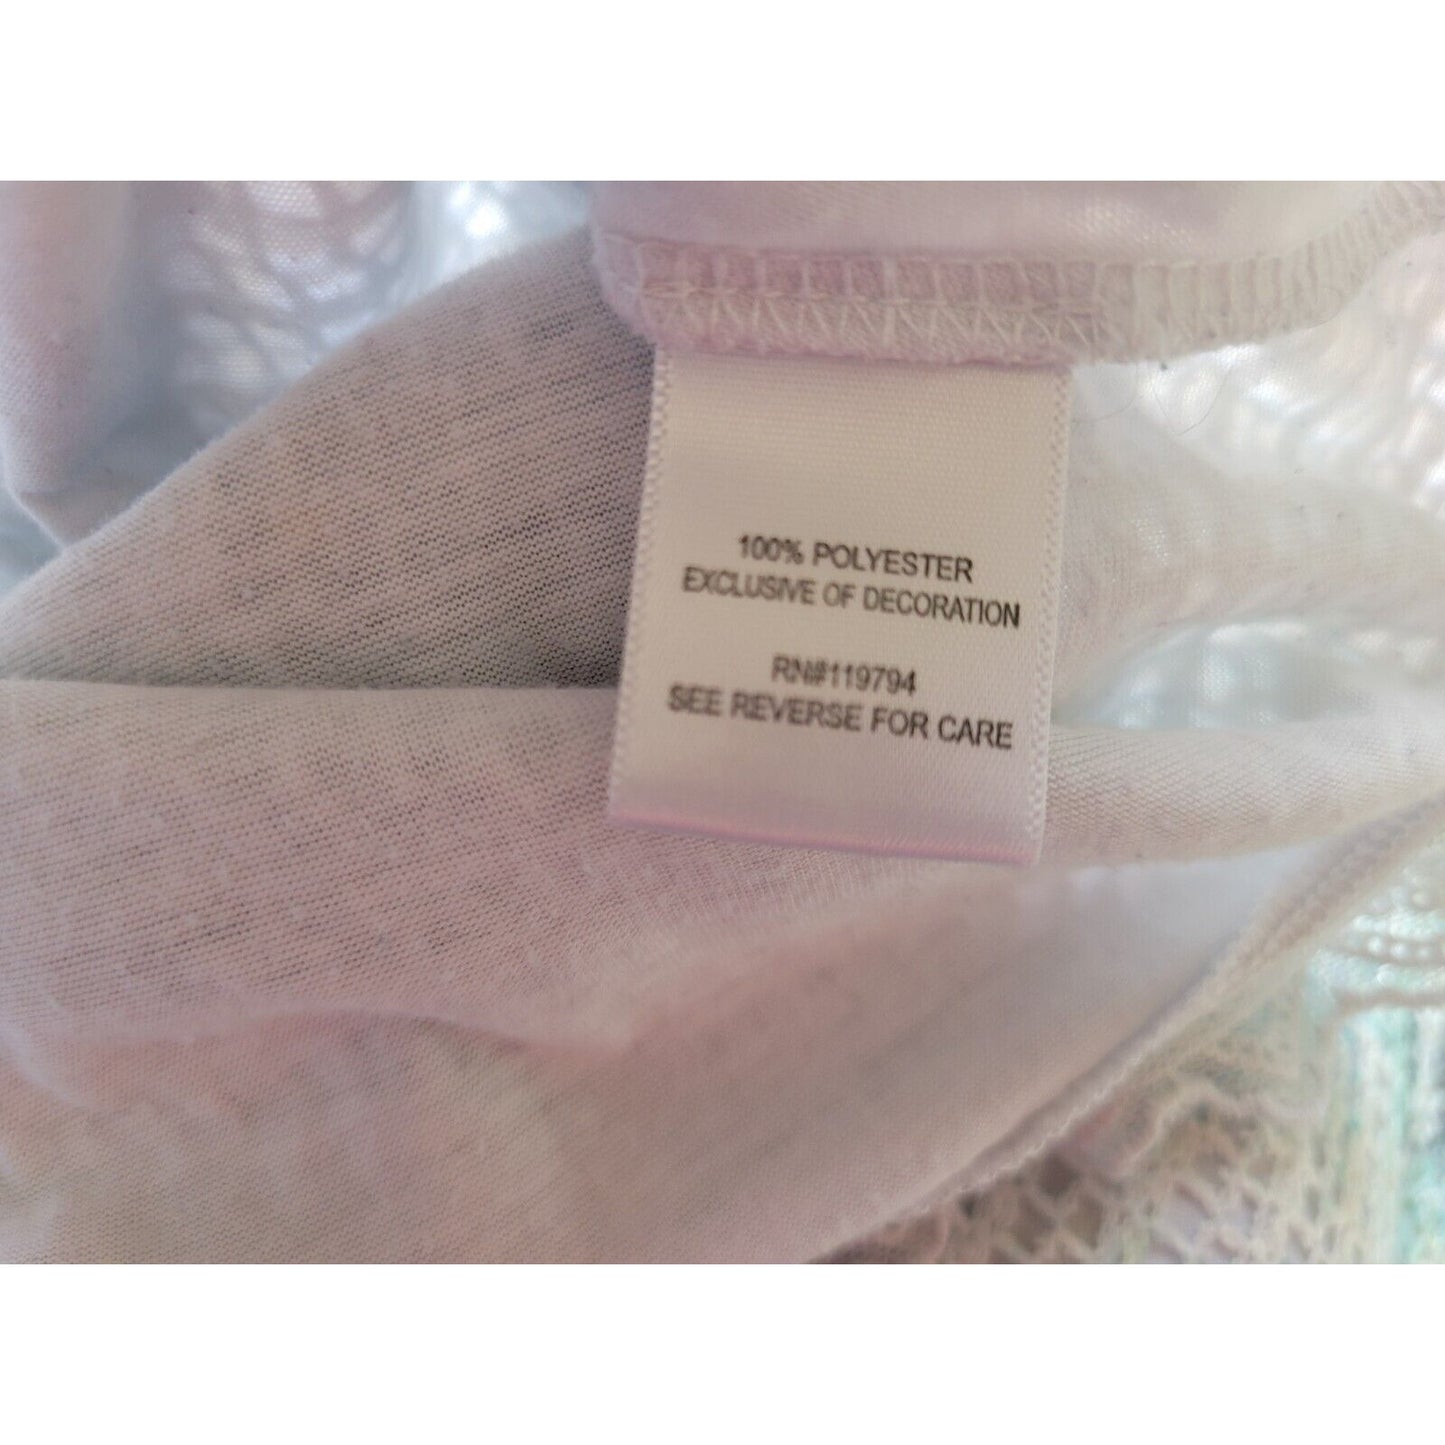 100% POLYESTER
EXCLUSIVE OF DECORATION
RN#119794
SEE REVERSE FOR CARE